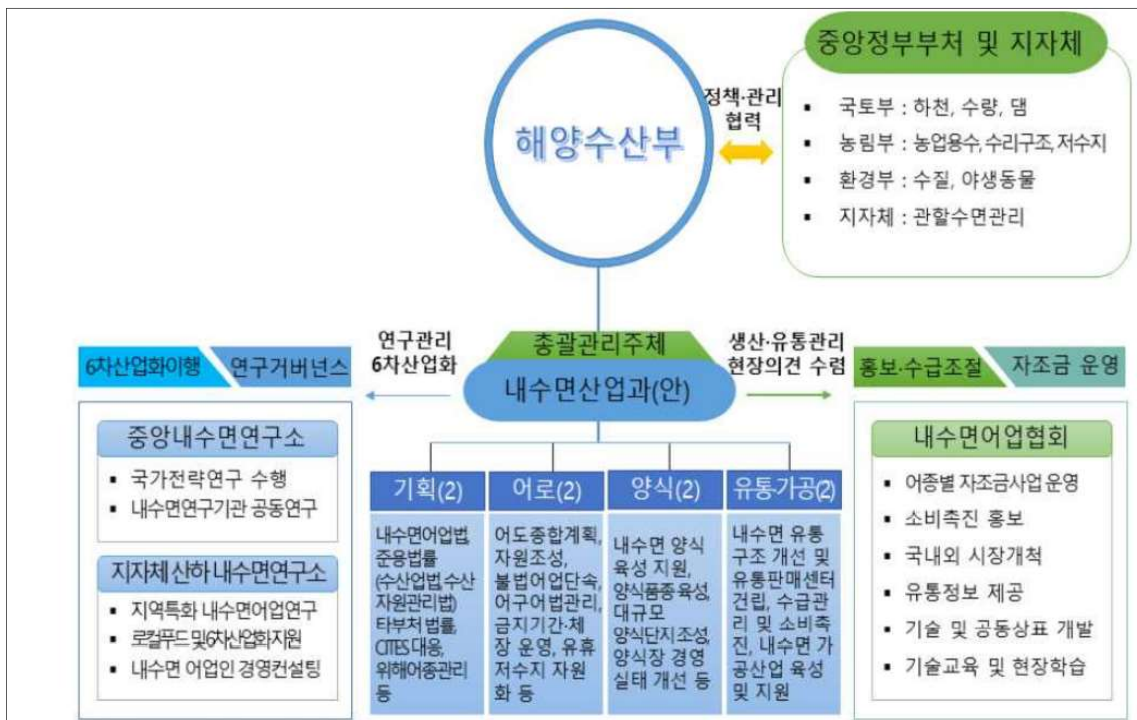 중앙정부부처 및 지자체
정책·관리
협력
해양수산부
▪ 국토부 : 하천, 수량, 댐
▪ 농림부 : 농업용수, 수리구조, 저수지
▪ 환경부 : 수질, 야생동물
▪ 지자체 : 관할수면관리
연구관리
6차산업화
총괄관리주체
내수면산업과(안)
생산·유통관리
현장의견 수렴
6차산업화이행
연구거버넌스
홍보·수급조절
자조금 운영
중앙내수면연구소
▪ 국가전략연구 수행
▪ 내수면연구기관 공동연구
지자체 산하 내수면연구소
▪ 지역특화 내수면어업연구
▪ 로컬푸드 및 6차산업화지원
▪ 내수면 어업인 경영컨설팅
기획(2)
내수면어업법,
준용법률
(수산업법,수산
자원관리법)
타부처 법률,
CITES 대응,
위해어종관리
등
어로(2)
어도종합계획,
자원조성,
불법어업단속,
어구어법관리,
금지기간·체
장 운영, 유휴
저수지 자원
화 등
양식(2)
내수면 양식
육성 지원,
양식품종 육성,
대규모
양식단지 조성,
양식장 경영
실태 개선 등
유통·가공(2)
내수면 유통
구조 개선 및
유통판매센터
건립, 수급관
리 및 소비촉
진, 내수면 가
공산업 육성
및 지원
내수면어업협회
▪ 어종별 자조금사업 운영
▪ 소비촉진 홍보
▪ 국내외 시장개척
▪ 유통정보 제공
▪ 기술 및 공동상표 개발
▪ 기술교육 및 현장학습